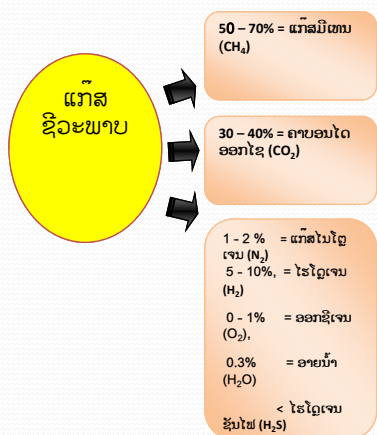 ແກ໊ສ
ຊີວະພາບ
50 – 70% = ແກ໊ສມີເທນ
(CH₄)
30 – 40% = ຄາບອນໄດ
ອອກໄຊ (CO₂)
1 - 2 % = ແກ໊ສໄນໂຕຼ
ເຈນ (N₂)
5 - 10%, = ໄຮໂດຼເຈນ
(H₂)
0 - 1% = ອອກຊີເຈນ
(O₂),
0.3% = ອາຍນ້ຳ
(H₂O)
< ໄຮໂດຼເຈນ
ຊັນໄຟ (H₂S)